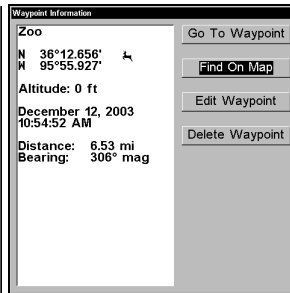 Waypoint Information
Zoo
N 36°12.656'
W 95°55.927'
Altitude: 0 ft
December 12, 2003
10:54:52 AM
Distance: 6.53 mi
Bearing: 306° mag
Go To Waypoint
Find On Map
Edit Waypoint
Delete Waypoint